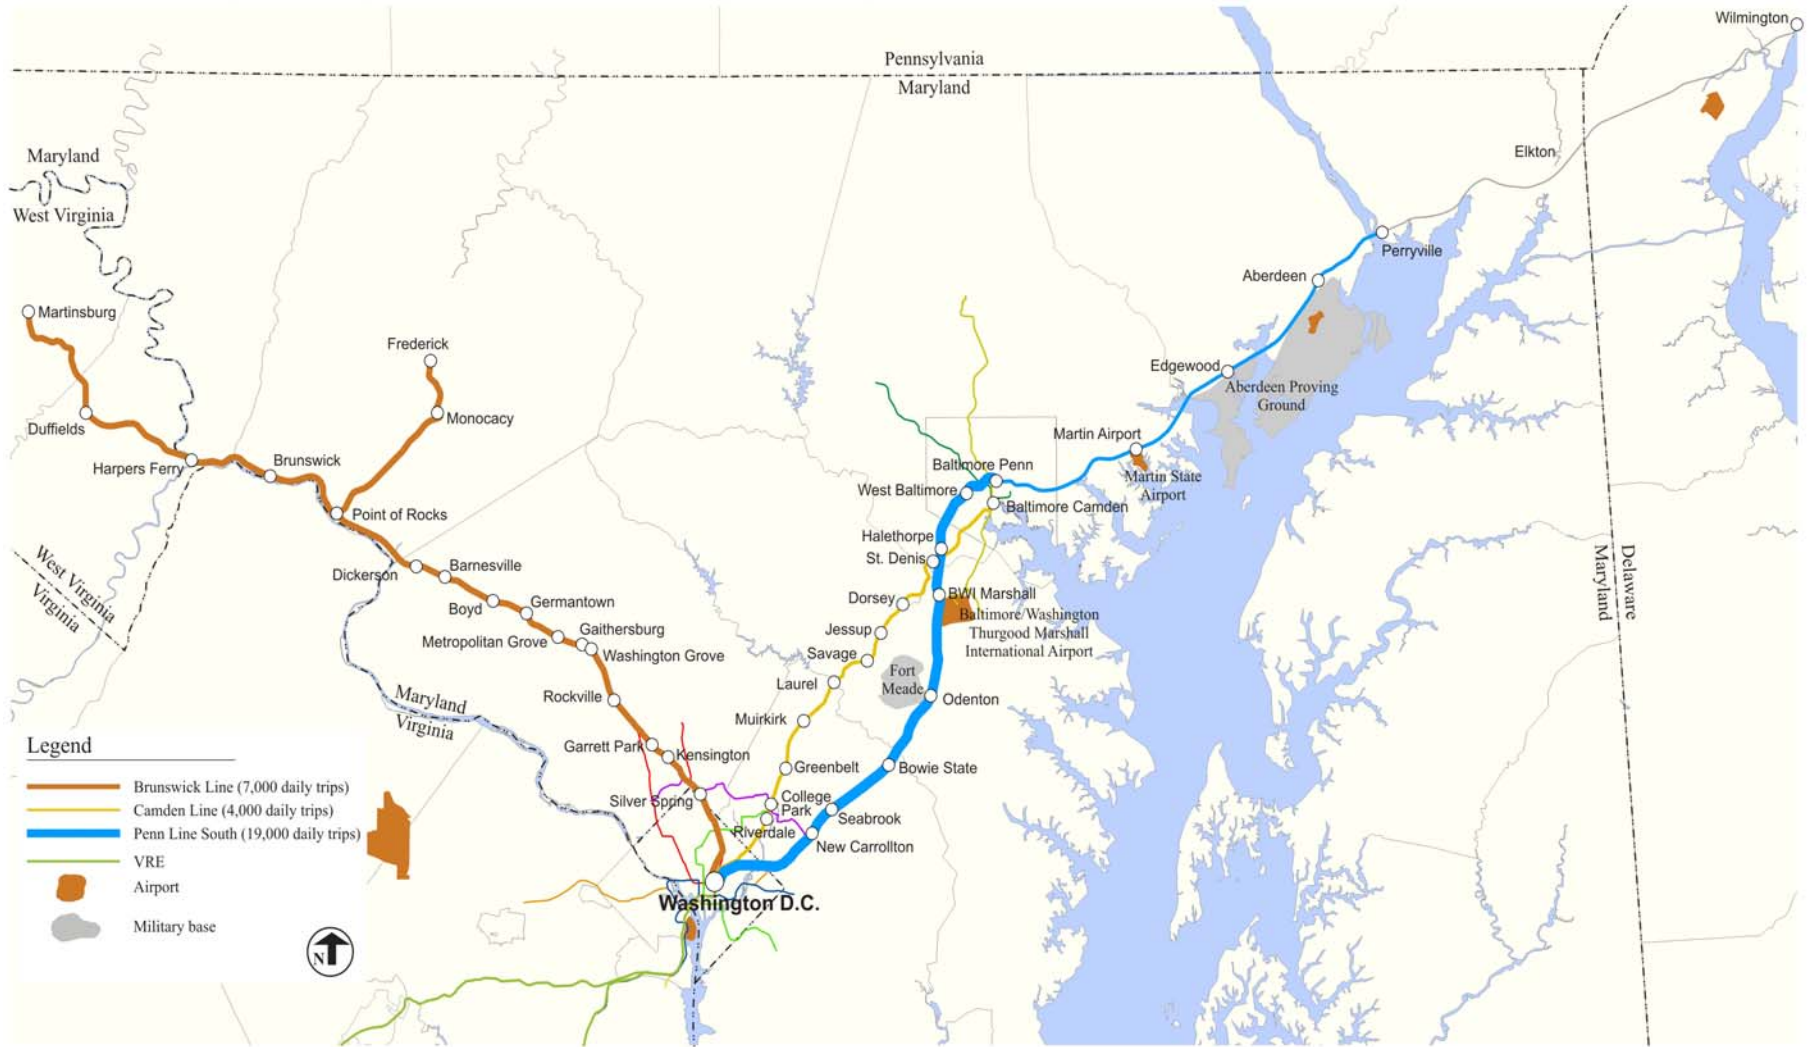 Wilmington
Pennsylvania
Maryland
Elkton
Maryland
West Virginia
Perryville
Aberdeen
Martinsburg
Frederick
Edgewood
Aberdeen Proving
Ground
Monocacy
Duffields
Martin Airport
Harpers Ferry
Brunswick
Baltimore Penn
Martin State
Airport
West Baltimore
Baltimore Camden
Point of Rocks
Halethorpe
St. Denis
West Virginia
Virginia
Delaware
Maryland
Dickerson
Barnesville
BWI Marshall
Dorsey
Boyd
Germantown
Baltimore/Washington
Thurgood Marshall
International Airport
Jessup
Gaithersburg
Metropolitan Grove
Washington Grove
Savage
Fort
Meade
Laurel
Rockville
Odenton
Maryland
Virginia
Muirkirk
Legend
Garrett Park
Kensington
Greenbelt
Bowie State
Brunswick Line (7,000 daily trips)
Silver Spring
College
Park
Camden Line (4,000 daily trips)
Seabrook
Penn Line South (19,000 daily trips)
Riverdale
New Carrollton
VRE
Airport
Washington D.C.
Military base
N